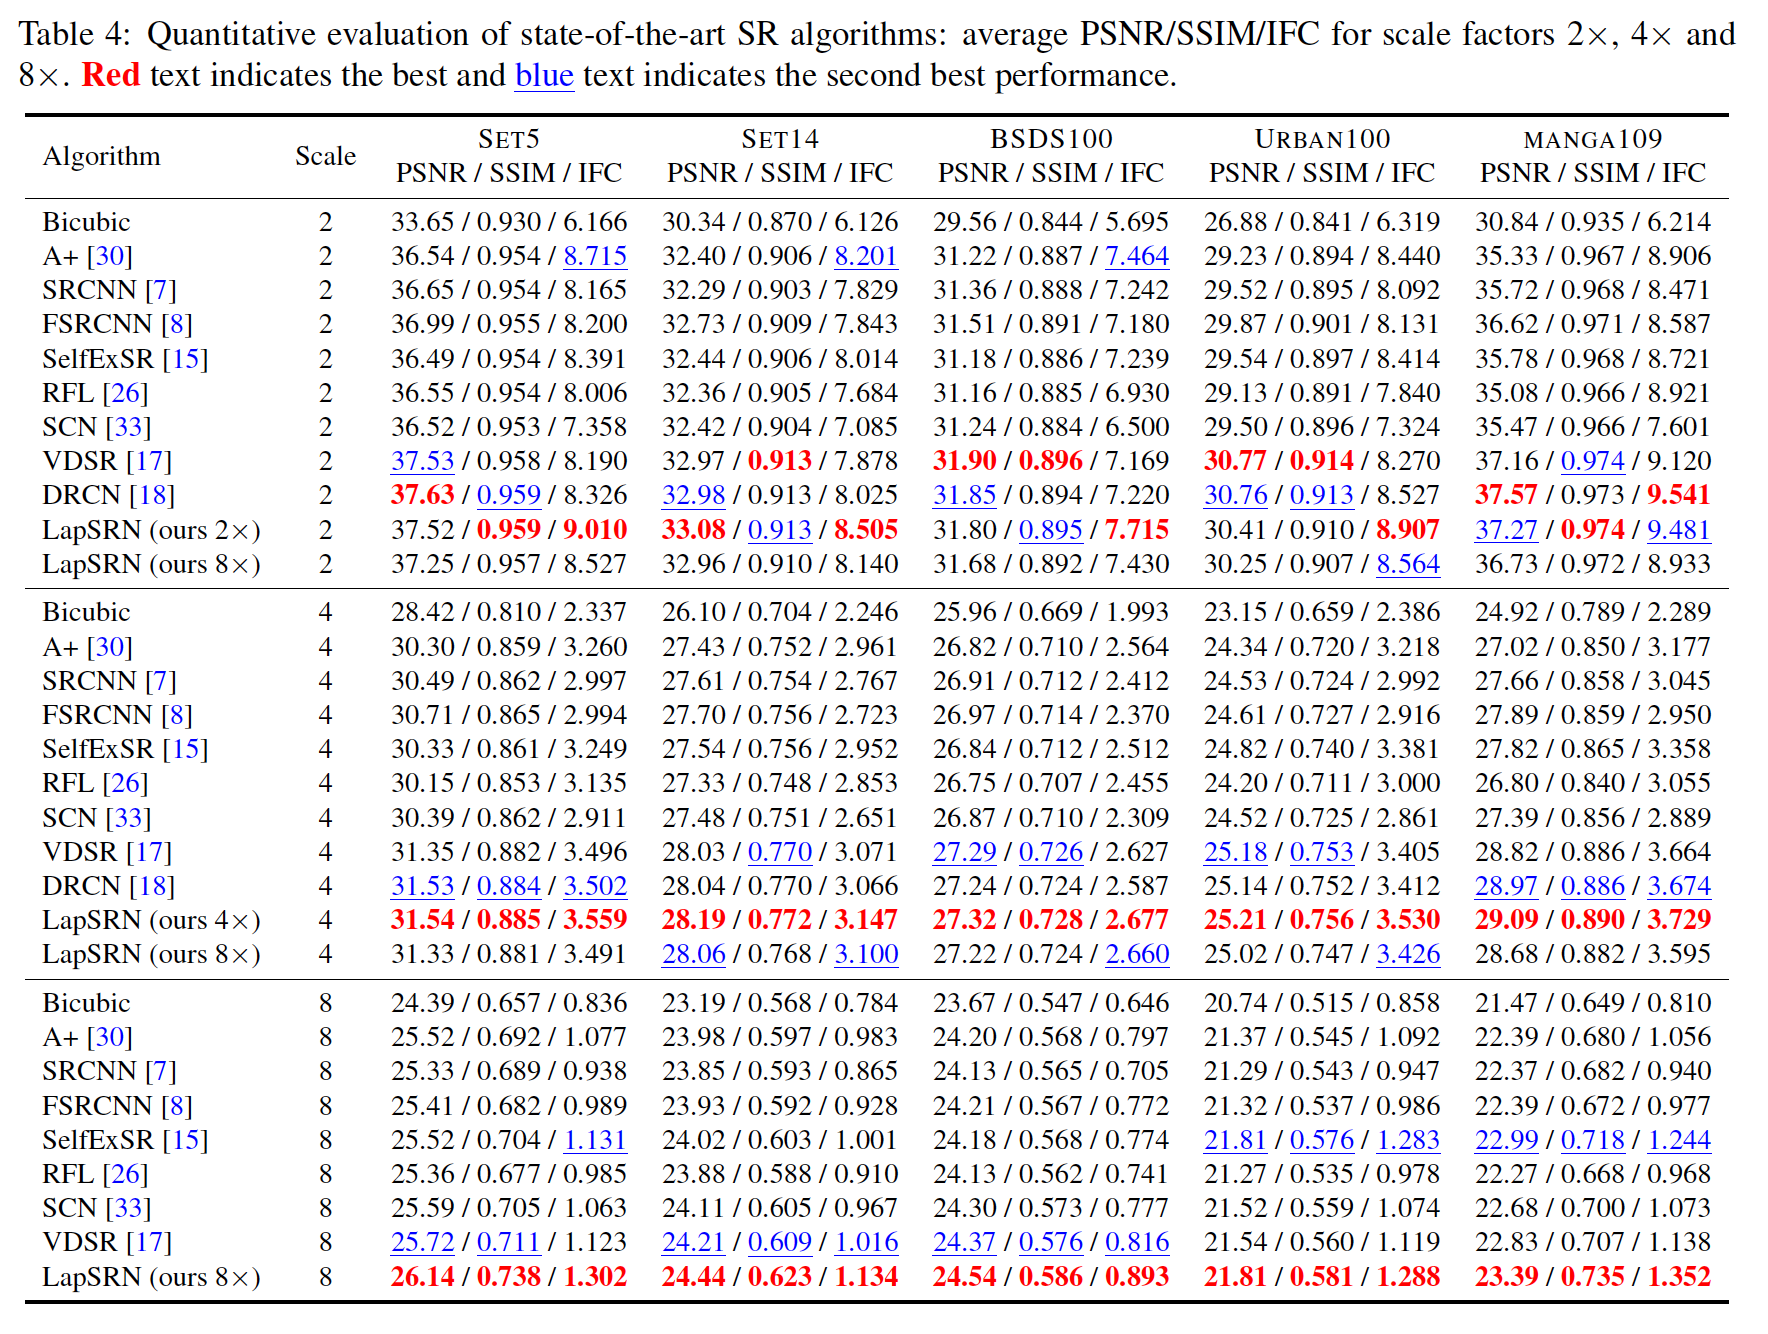 Table 4: Quantitative evaluation of state-of-the-art SR algorithms: average PSNR/SSIM/IFC for scale factors 2×, 4× and
8×. Red text indicates the best and blue text indicates the second best performance.
Algorithm Scale SET5 SET14 BSDS100 URBAN100 MANGA109
PSNR / SSIM / IFC PSNR / SSIM / IFC PSNR / SSIM / IFC PSNR / SSIM / IFC PSNR / SSIM / IFC
Bicubic 2 33.65 / 0.930 / 6.166 30.34 / 0.870 / 6.126 29.56 / 0.844 / 5.695 26.88 / 0.841 / 6.319 30.84 / 0.935 / 6.214
A+ [30] 2 36.54 / 0.954 / 8.715 32.40 / 0.906 / 8.201 31.22 / 0.887 / 7.464 29.23 / 0.894 / 8.440 35.33 / 0.967 / 8.906
SRCNN [7] 2 36.65 / 0.954 / 8.165 32.29 / 0.903 / 7.829 31.36 / 0.888 / 7.242 29.52 / 0.895 / 8.092 35.72 / 0.968 / 8.471
FSRCNN [8] 2 36.99 / 0.955 / 8.200 32.73 / 0.909 / 7.843 31.51 / 0.891 / 7.180 29.87 / 0.901 / 8.131 36.62 / 0.971 / 8.587
SelfExSR [15] 2 36.49 / 0.954 / 8.391 32.44 / 0.906 / 8.014 31.18 / 0.886 / 7.239 29.54 / 0.897 / 8.414 35.78 / 0.968 / 8.721
RFL [26] 2 36.55 / 0.954 / 8.006 32.36 / 0.905 / 7.684 31.16 / 0.885 / 6.930 29.13 / 0.891 / 7.840 35.08 / 0.966 / 8.921
SCN [33] 2 36.52 / 0.953 / 7.358 32.42 / 0.904 / 7.085 31.24 / 0.884 / 6.500 29.50 / 0.896 / 7.324 35.47 / 0.966 / 7.601
VDSR [17] 2 37.53 / 0.958 / 8.190 32.97 / 0.913 / 7.878 31.90 / 0.896 / 7.169 30.77 / 0.914 / 8.270 37.16 / 0.974 / 9.120
DRCN [18] 2 37.63 / 0.959 / 8.326 32.98 / 0.913 / 8.025 31.85 / 0.894 / 7.220 30.76 / 0.913 / 8.527 37.57 / 0.973 / 9.541
LapSRN (ours 2×) 2 37.52 / 0.959 / 9.010 33.08 / 0.913 / 8.505 31.80 / 0.895 / 7.715 30.41 / 0.910 / 8.907 37.27 / 0.974 / 9.481
LapSRN (ours 8×) 2 37.25 / 0.957 / 8.527 32.96 / 0.910 / 8.140 31.68 / 0.892 / 7.430 30.25 / 0.907 / 8.564 36.73 / 0.972 / 8.933
Bicubic 4 28.42 / 0.810 / 2.337 26.10 / 0.704 / 2.246 25.96 / 0.669 / 1.993 23.15 / 0.659 / 2.386 24.92 / 0.789 / 2.289
A+ [30] 4 30.30 / 0.859 / 3.260 27.43 / 0.752 / 2.961 26.82 / 0.710 / 2.564 24.34 / 0.720 / 3.218 27.02 / 0.850 / 3.177
SRCNN [7] 4 30.49 / 0.862 / 2.997 27.61 / 0.754 / 2.767 26.91 / 0.712 / 2.412 24.53 / 0.724 / 2.992 27.66 / 0.858 / 3.045
FSRCNN [8] 4 30.71 / 0.865 / 2.994 27.70 / 0.756 / 2.723 26.97 / 0.714 / 2.370 24.61 / 0.727 / 2.916 27.89 / 0.859 / 2.950
SelfExSR [15] 4 30.33 / 0.861 / 3.249 27.54 / 0.756 / 2.952 26.84 / 0.712 / 2.512 24.82 / 0.740 / 3.381 27.82 / 0.865 / 3.358
RFL [26] 4 30.15 / 0.853 / 3.135 27.33 / 0.748 / 2.853 26.75 / 0.707 / 2.455 24.20 / 0.711 / 3.000 26.80 / 0.840 / 3.055
SCN [33] 4 30.39 / 0.862 / 2.911 27.48 / 0.751 / 2.651 26.87 / 0.710 / 2.309 24.52 / 0.725 / 2.861 27.39 / 0.856 / 2.889
VDSR [17] 4 31.35 / 0.882 / 3.496 28.03 / 0.770 / 3.071 27.29 / 0.726 / 2.627 25.18 / 0.753 / 3.405 28.82 / 0.886 / 3.664
DRCN [18] 4 31.53 / 0.884 / 3.502 28.04 / 0.770 / 3.066 27.24 / 0.724 / 2.587 25.14 / 0.752 / 3.412 28.97 / 0.886 / 3.674
LapSRN (ours 4×) 4 31.54 / 0.885 / 3.559 28.19 / 0.772 / 3.147 27.32 / 0.728 / 2.677 25.21 / 0.756 / 3.530 29.09 / 0.890 / 3.729
LapSRN (ours 8×) 4 31.33 / 0.881 / 3.491 28.06 / 0.768 / 3.100 27.22 / 0.724 / 2.660 25.02 / 0.747 / 3.426 28.68 / 0.882 / 3.595
Bicubic 8 24.39 / 0.657 / 0.836 23.19 / 0.568 / 0.784 23.67 / 0.547 / 0.646 20.74 / 0.515 / 0.858 21.47 / 0.649 / 0.810
A+ [30] 8 25.52 / 0.692 / 1.077 23.98 / 0.597 / 0.983 24.20 / 0.568 / 0.797 21.37 / 0.545 / 1.092 22.39 / 0.680 / 1.056
SRCNN [7] 8 25.33 / 0.689 / 0.938 23.85 / 0.593 / 0.865 24.13 / 0.565 / 0.705 21.29 / 0.543 / 0.947 22.37 / 0.682 / 0.940
FSRCNN [8] 8 25.41 / 0.682 / 0.989 23.93 / 0.592 / 0.928 24.21 / 0.567 / 0.772 21.32 / 0.537 / 0.986 22.39 / 0.672 / 0.977
SelfExSR [15] 8 25.52 / 0.704 / 1.131 24.02 / 0.603 / 1.001 24.18 / 0.568 / 0.774 21.81 / 0.576 / 1.283 22.99 / 0.718 / 1.244
RFL [26] 8 25.36 / 0.677 / 0.985 23.88 / 0.588 / 0.910 24.13 / 0.562 / 0.741 21.27 / 0.535 / 0.978 22.27 / 0.668 / 0.968
SCN [33] 8 25.59 / 0.705 / 1.063 24.11 / 0.605 / 0.967 24.30 / 0.573 / 0.777 21.52 / 0.559 / 1.074 22.68 / 0.700 / 1.073
VDSR [17] 8 25.72 / 0.711 / 1.123 24.21 / 0.609 / 1.016 24.37 / 0.576 / 0.816 21.54 / 0.560 / 1.119 22.83 / 0.707 / 1.138
LapSRN (ours 8×) 8 26.14 / 0.738 / 1.302 24.44 / 0.623 / 1.134 24.54 / 0.586 / 0.893 21.81 / 0.581 / 1.288 23.39 / 0.735 / 1.352